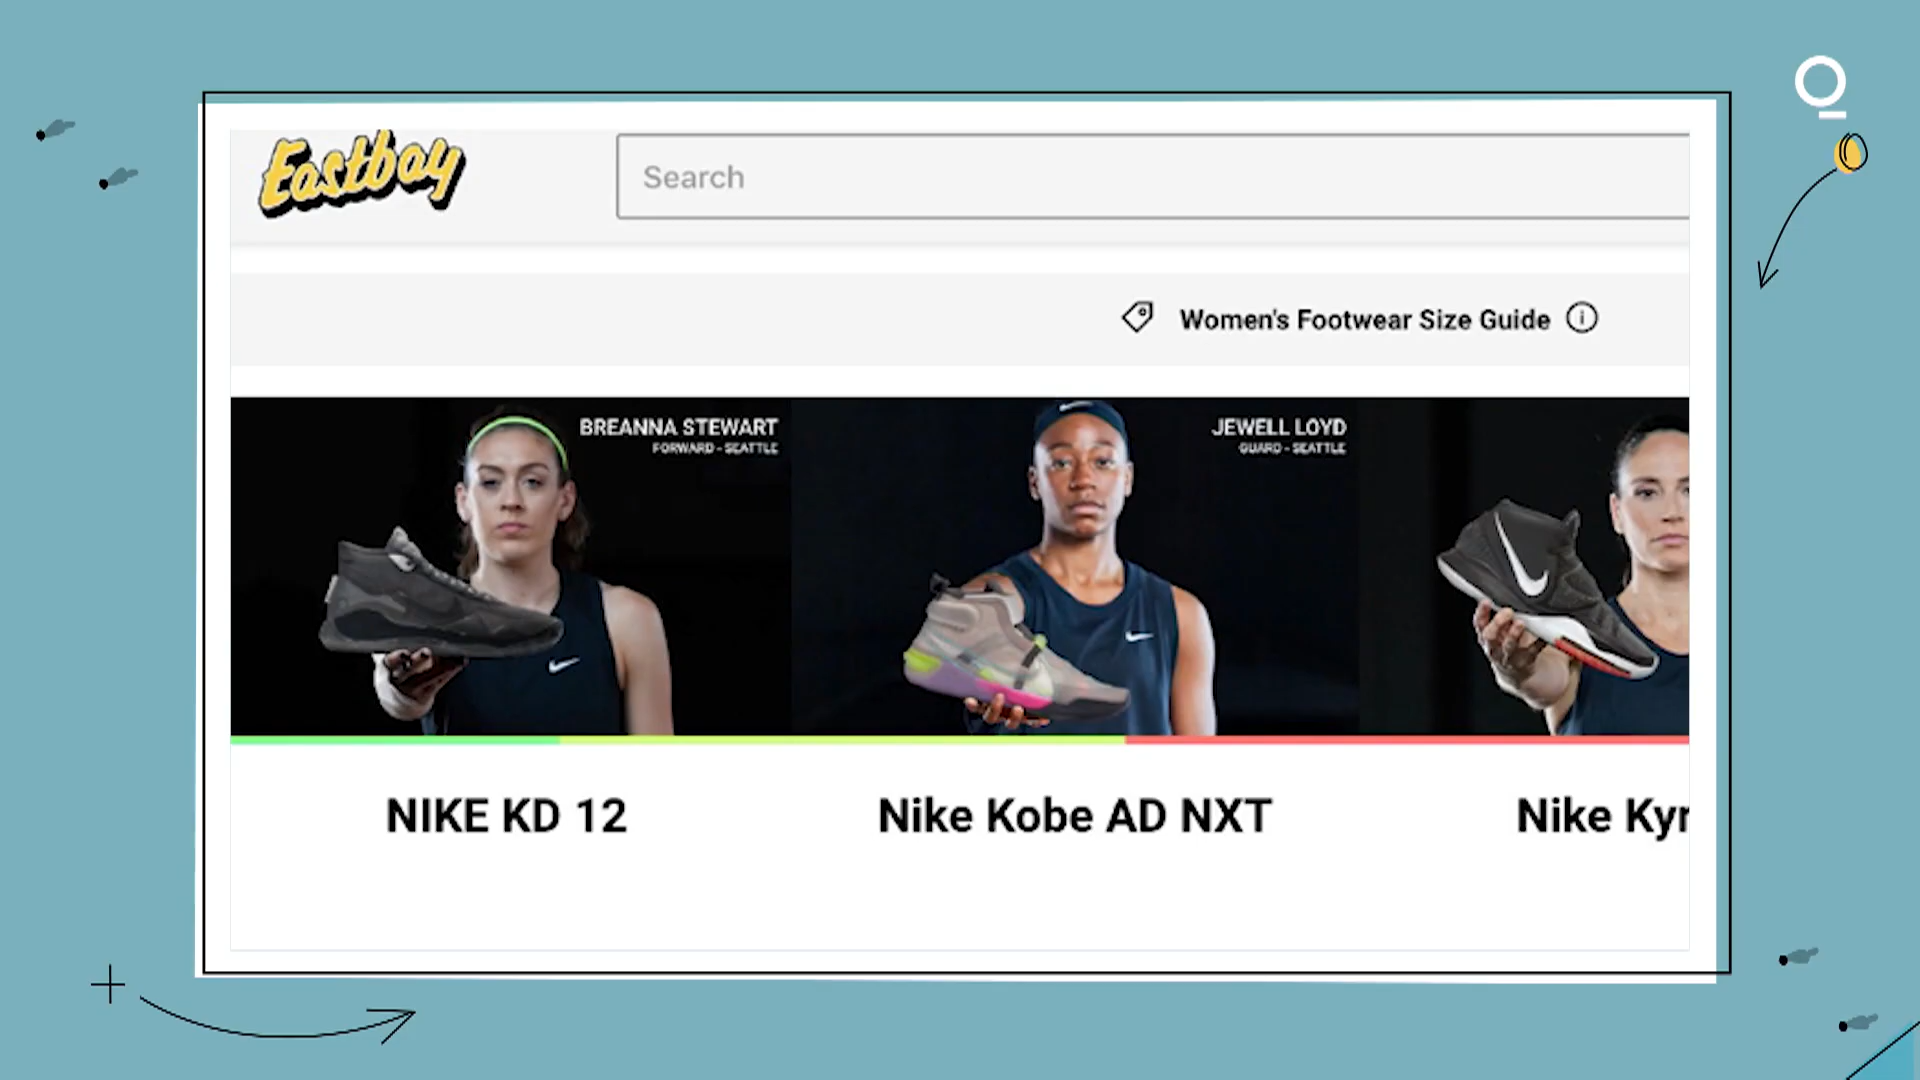 Eastbay
Search
Women's Footwear Size Guide
BREANNA STEWART
FORWARD - SEATTLE
JEWELL LOYD
GUARD - SEATTLE
NIKE KD 12
Nike Kobe AD NXT
Nike Kyr